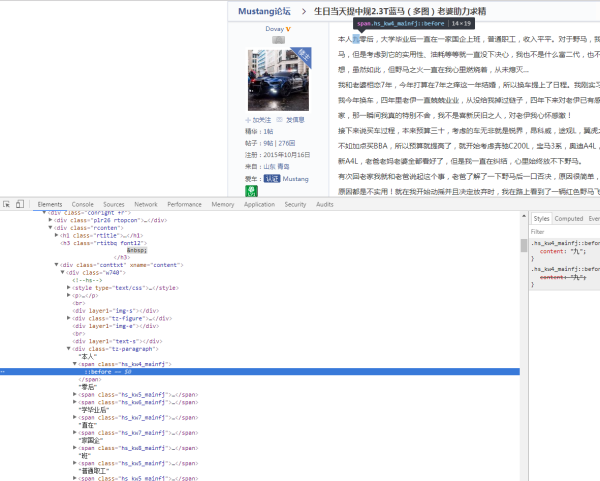 Mustang论坛 > 生日当天提中规2.3T蓝马（多图）老婆助力求精
span.hs_kw4_mainfj::before | 14×19
Dovay V
本人九零后，大学毕业后一直在一家国企上班，普通职工，收入平平。对于野马，我
马，但是考虑到它的实用性、油耗等等就一直没下决心，我也不是什么富二代，也不
想，虽然如此，但野马之火一直在我心里燃烧着，从未熄灭...
我和老婆相恋7年，今年打算在7年之痒这一年结婚，所以换车提上了日程。我刚实习
我今年换车，四年里老伊一直兢兢业业，从没给我掉过链子，四年下来对老伊已有感
家，那一瞬间我真的特别不舍，我不是喜新厌旧之人，对老伊我心怀感激！
接下来说买车过程，本来预算三十，考虑的车无非就是锐界，昂科威，途观L，翼虎之
不如加点买BBA，所以预算就提高了，就开始考虑奔驰C200L，宝马3系，奥迪A4L，
新A4L，老爸老妈老婆全都看好了，但是我一直在纠结，心里始终放不下野马。
有次回老家我就和老爸说起这个事，老爸了解了一下野马后一口否决，原因很简单，
原因都是不实用！就在我开始动摇并且决定放弃时，我在路上看到了一辆红色野马飞
车主
+ 加关注 发信息
精华：1帖
帖子：9帖 | 276回
注册：2015年10月16日
来自：山东 青岛
爱车： 认证 Mustang
Elements Console Sources Network Performance Memory Application Security Audits
▼<div class="conright fr">
▶<div class="plr26 rtopcon">…</div>
▼<div class="rconten">
▶<h1 class="rtitle">…</h1>
<h3 class="rtitbq font12">
&nbsp;
</h3>
▼<div class="conttxt" xname="content">
▼<div class="w740">
<!--hs-->
▶<style type="text/css">…</style>
▶<p>…</p>
<br>
<div layer1="img-s"></div>
▶<div class="tz-figure">…</div>
<div layer1="img-e"></div>
<br>
<div layer1="text-s"></div>
▼<div class="tz-paragraph">
"本人"
▼<span class="hs_kw4_mainfj">
::before == $0
</span>
"零后"
▶<span class="hs_kw5_mainfj">…</span>
▶<span class="hs_kw6_mainfj">…</span>
"学毕业后"
▶<span class="hs_kw7_mainfj">…</span>
"直在"
▶<span class="hs_kw7_mainfj">…</span>
"家国企"
▶<span class="hs_kw8_mainfj">…</span>
"班"
▶<span class="hs_kw5_mainfj">…</span>
"普通职工"
▶<span class="hs_kw5_mainfj">…</span>
Styles Computed Even
Filter
.hs_kw4_mainfj::befor
content: "九";
}
.hs_kw4_mainfj::befor
content: "九";
}